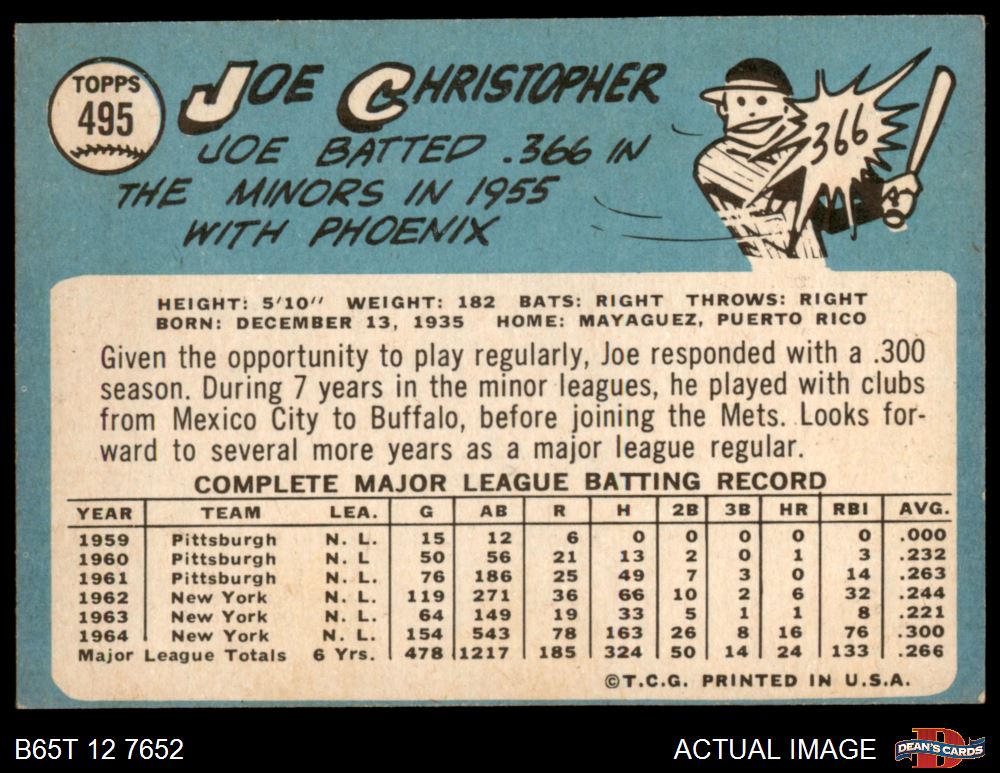 TOPPS
495
JOE CHRISTOPHER
JOE BATTED .366 IN
THE MINORS IN 1955
WITH PHOENIX
366
HEIGHT: 5'10" WEIGHT: 182 BATS: RIGHT THROWS: RIGHT
BORN: DECEMBER 13, 1935 HOME: MAYAGUEZ, PUERTO RICO
Given the opportunity to play regularly, Joe responded with a .300
season. During 7 years in the minor leagues, he played with clubs
from Mexico City to Buffalo, before joining the Mets. Looks for-
ward to several more years as a major league regular.
COMPLETE MAJOR LEAGUE BATTING RECORD
YEAR TEAM LEA. G AB R H 2B 3B HR RBI AVG.
1959 Pittsburgh N. L. 15 12 6 0 0 0 0 0 .000
1960 Pittsburgh N. L 50 56 21 13 2 0 1 3 .232
1961 Pittsburgh N. L. 76 186 25 49 7 3 0 14 .263
1962 New York N. L. 119 271 36 66 10 2 6 32 .244
1963 New York N. L. 64 149 19 33 5 1 1 8 .221
1964 New York N. L. 154 543 78 163 26 8 16 76 .300
Major League Totals 6 Yrs. 478 1217 185 324 50 14 24 133 .266
©T.C.G. PRINTED IN U.S.A.
B65T 12 7652
ACTUAL IMAGE
DEAN'S CARDS